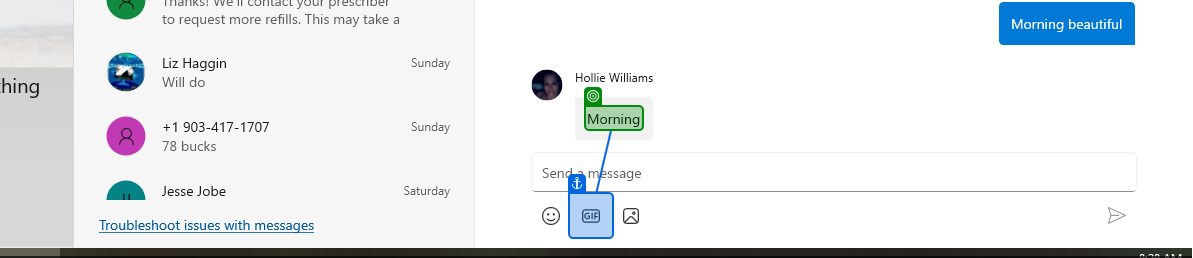 Thanks! We'll contact your prescriber
to request more refills. This may take a
Liz Haggin
Sunday
Will do
+1 903-417-1707
Sunday
78 bucks
Jesse Jobe
Saturday
Troubleshoot issues with messages
hing
Morning beautiful
Hollie Williams
Morning
Send a message
GIF